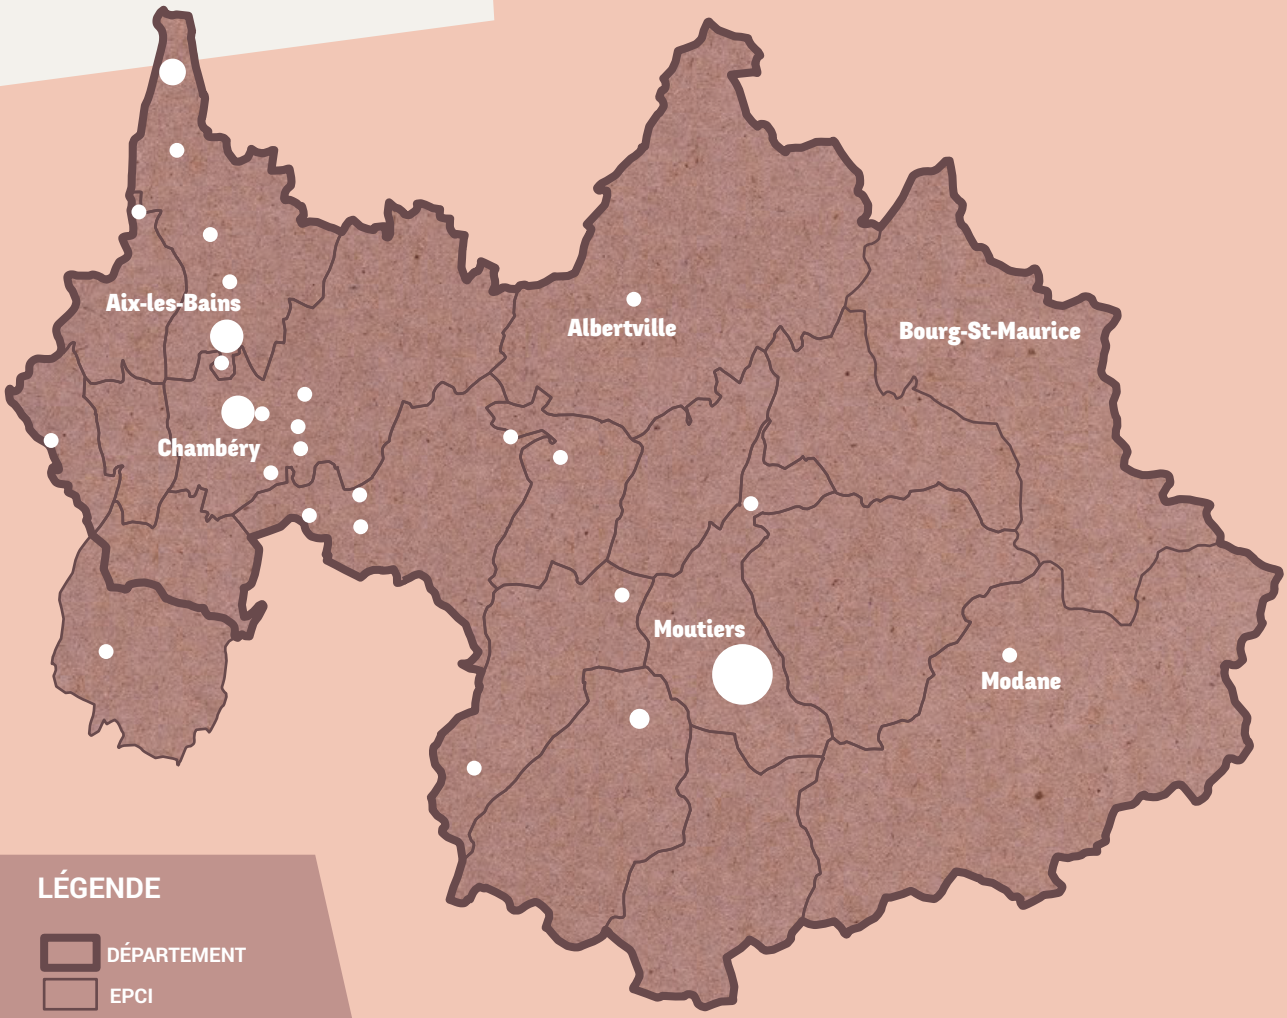 Aix-les-Bains
Albertville
Bourg-St-Maurice
Chambéry
Moutiers
Modane
LÉGENDE
DÉPARTEMENT
EPCI